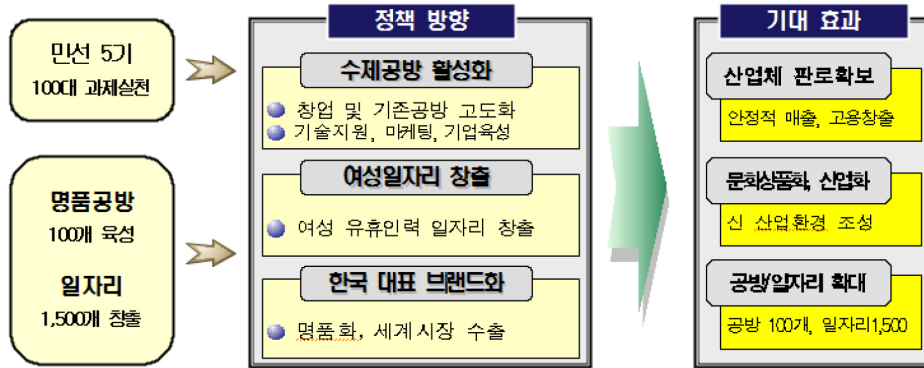 민선 5기
100대 과제실천
명품공방
100개 육성
일자리
1,500개 창출
정책 방향
수제공방 활성화
창업 및 기존공방 고도화
기술지원, 마케팅, 기업육성
여성일자리 창출
여성 유휴인력 일자리 창출
한국 대표 브랜드화
명품화, 세계시장 수출
기대 효과
산업체 판로확보
안정적 매출, 고용창출
문화상품화, 산업화
신 산업환경 조성
공방/일자리 확대
공방 100개, 일자리1,500